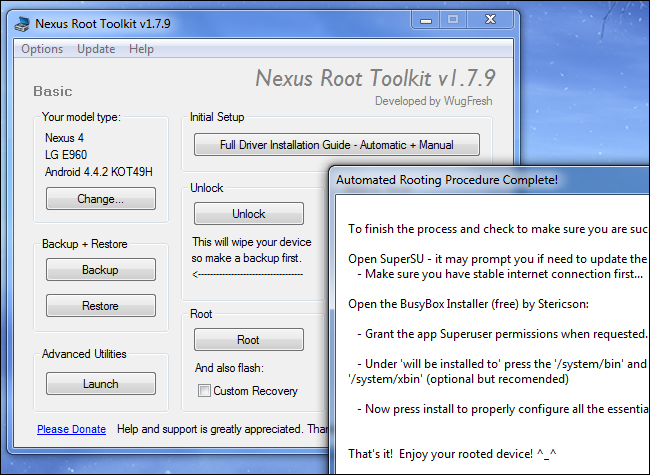 Nexus Root Toolkit v1.7.9
Options Update Help
Nexus Root Toolkit v1.7.9
Developed by WugFresh
Basic
Your model type:
Nexus 4
LG E960
Android 4.4.2 KOT49H
Change...
Backup + Restore
Backup
Restore
Advanced Utilities
Launch
Initial Setup
Full Driver Installation Guide - Automatic + Manual
Unlock
Unlock
This will wipe your device
so make a backup first.
<-----------------------------------
Root
Root
And also flash:
Custom Recovery
Please Donate Help and support is greatly appreciated.
Automated Rooting Procedure Complete!
To finish the process and check to make sure you are
Open SuperSU - it may prompt you if need to update the
- Make sure you have stable internet connection first...
Open the BusyBox Installer (free) by Stericson:
- Grant the app Superuser permissions when requested.
- Under 'will be installed to' press the '/system/bin' and
'/system/xbin' (optional but recomended)
- Now press install to properly configure all the
That's it! Enjoy your rooted device! ^_^